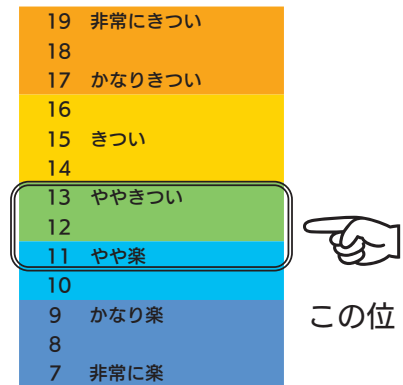 19 非常にきつい
18
17 かなりきつい
16
15 きつい
14
13 ややきつい
12
11 やや楽
10
9 かなり楽
8
7 非常に楽
この位